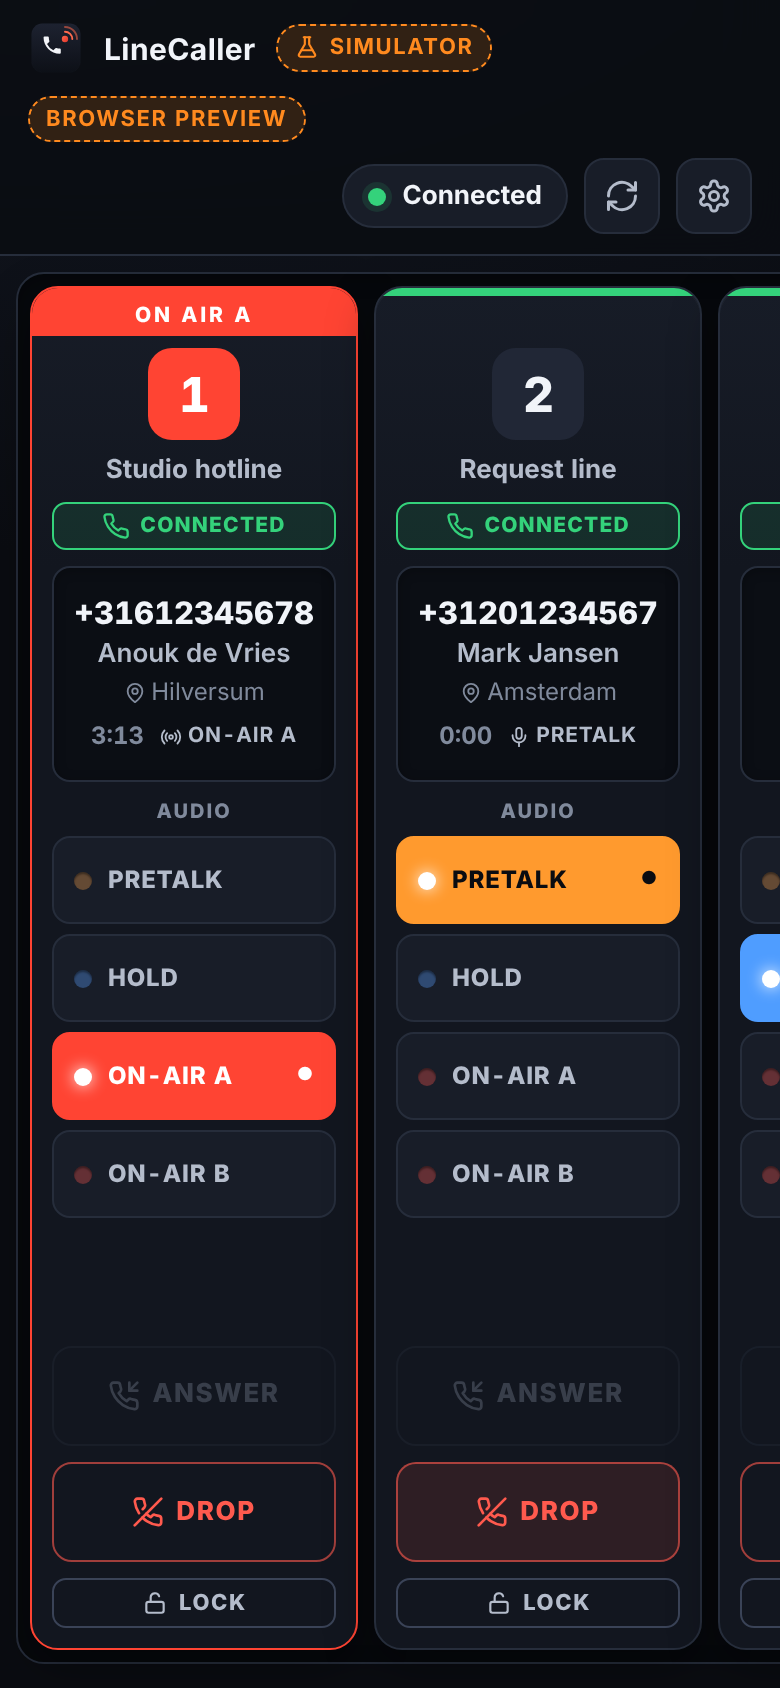 LineCaller SIMULATOR
BROWSER PREVIEW
Connected
ON AIR A
1
Studio hotline
CONNECTED
+31612345678
Anouk de Vries
Hilversum
3:13 ON-AIR A
AUDIO
PRETALK
HOLD
ON-AIR A
ON-AIR B
ANSWER
DROP
LOCK
2
Request line
CONNECTED
+31201234567
Mark Jansen
Amsterdam
0:00 PRETALK
AUDIO
PRETALK
HOLD
ON-AIR A
ON-AIR B
ANSWER
DROP
LOCK